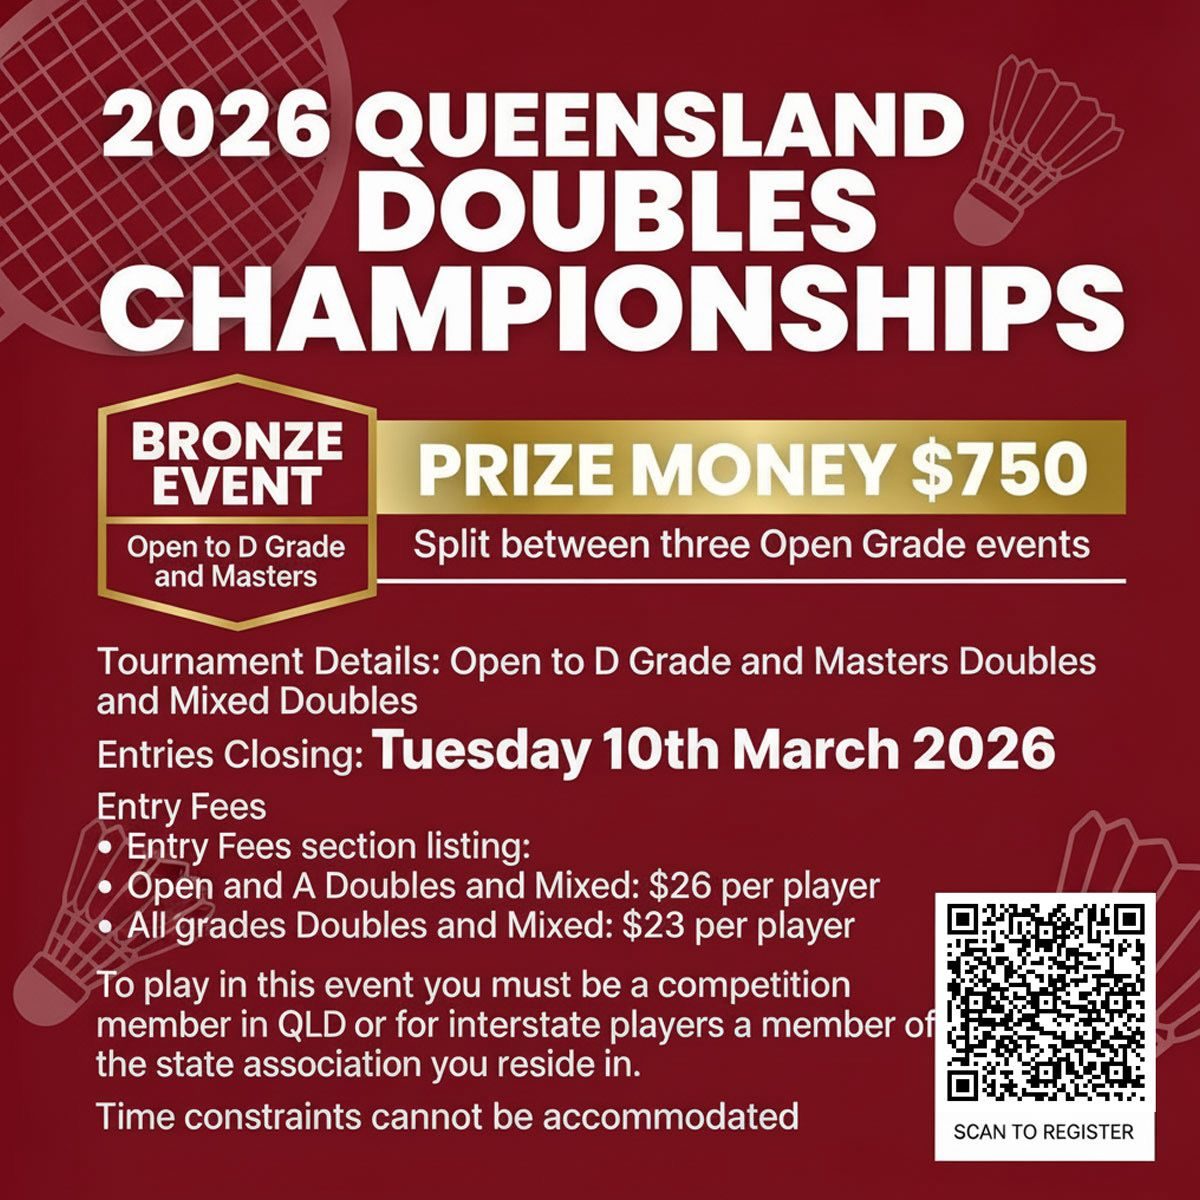 2026 QUEENSLAND
DOUBLES
CHAMPIONSHIPS
BRONZE
EVENT
Open to D Grade
and Masters
PRIZE MONEY $750
Split between three Open Grade events
Tournament Details: Open to D Grade and Masters Doubles
and Mixed Doubles
Entries Closing: Tuesday 10th March 2026
Entry Fees
• Entry Fees section listing:
• Open and A Doubles and Mixed: $26 per player
• All grades Doubles and Mixed: $23 per player
To play in this event you must be a competition
member in QLD or for interstate players a member of
the state association you reside in.
Time constraints cannot be accommodated
SCAN TO REGISTER